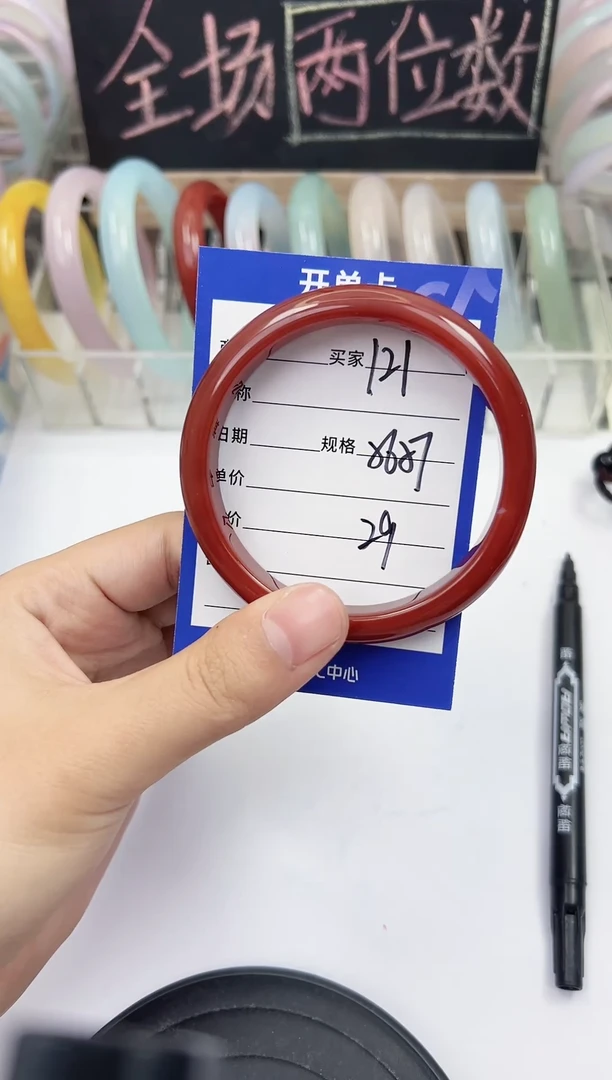 全场两位数
开单卡
买家 121
称
日期 规格 8687
单价
价 29
中心